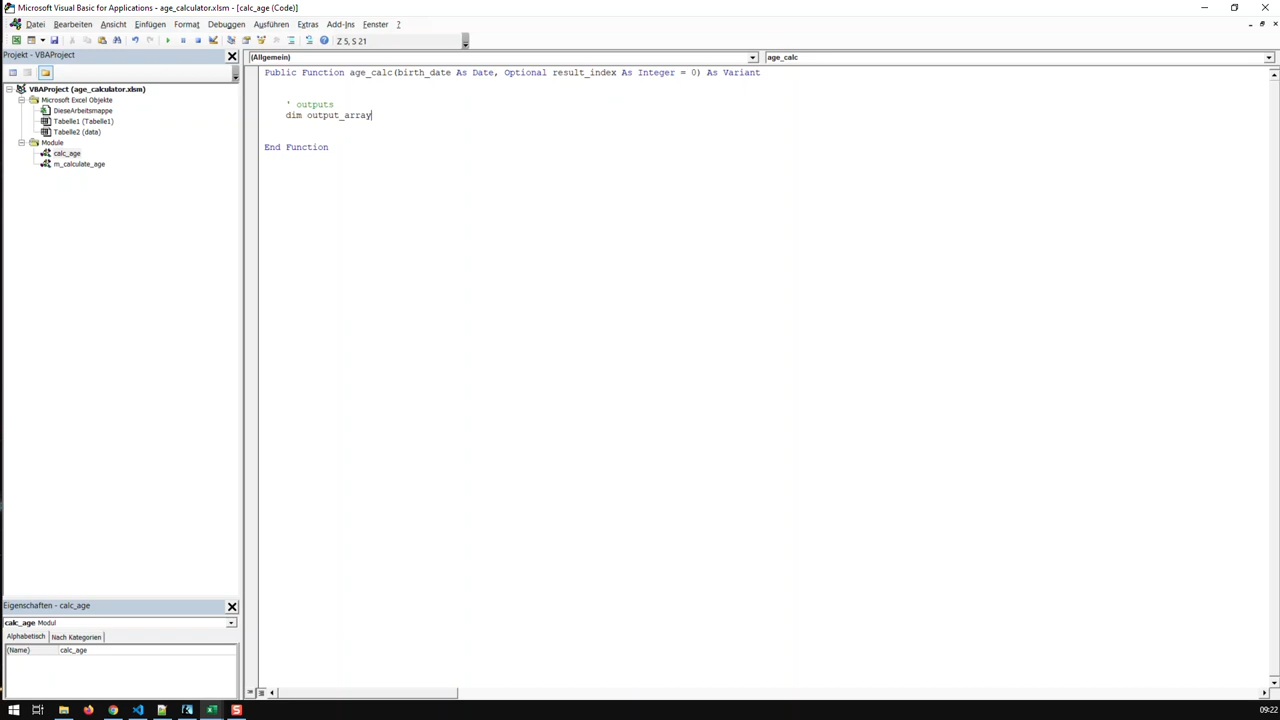 Microsoft Visual Basic for Applications - age_calculator.xlsm - [calc_age (Code)]
Datei Bearbeiten Ansicht Einfügen Format Debuggen Ausführen Extras Add-Ins Fenster ?
Z 5, S 21
Projekt - VBAProject
(Allgemein)
age_calc
VBAProject (age_calculator.xlsm)
Microsoft Excel Objekte
DieseArbeitsmappe
Tabelle1 (Tabelle1)
Tabelle2 (data)
Module
calc_age
m_calculate_age
Public Function age_calc(birth_date As Date, Optional result_index As Integer = 0) As Variant
' outputs
dim output_array
End Function
Eigenschaften - calc_age
calc_age Modul
Alphabetisch Nach Kategorien
(Name) calc_age
09:22